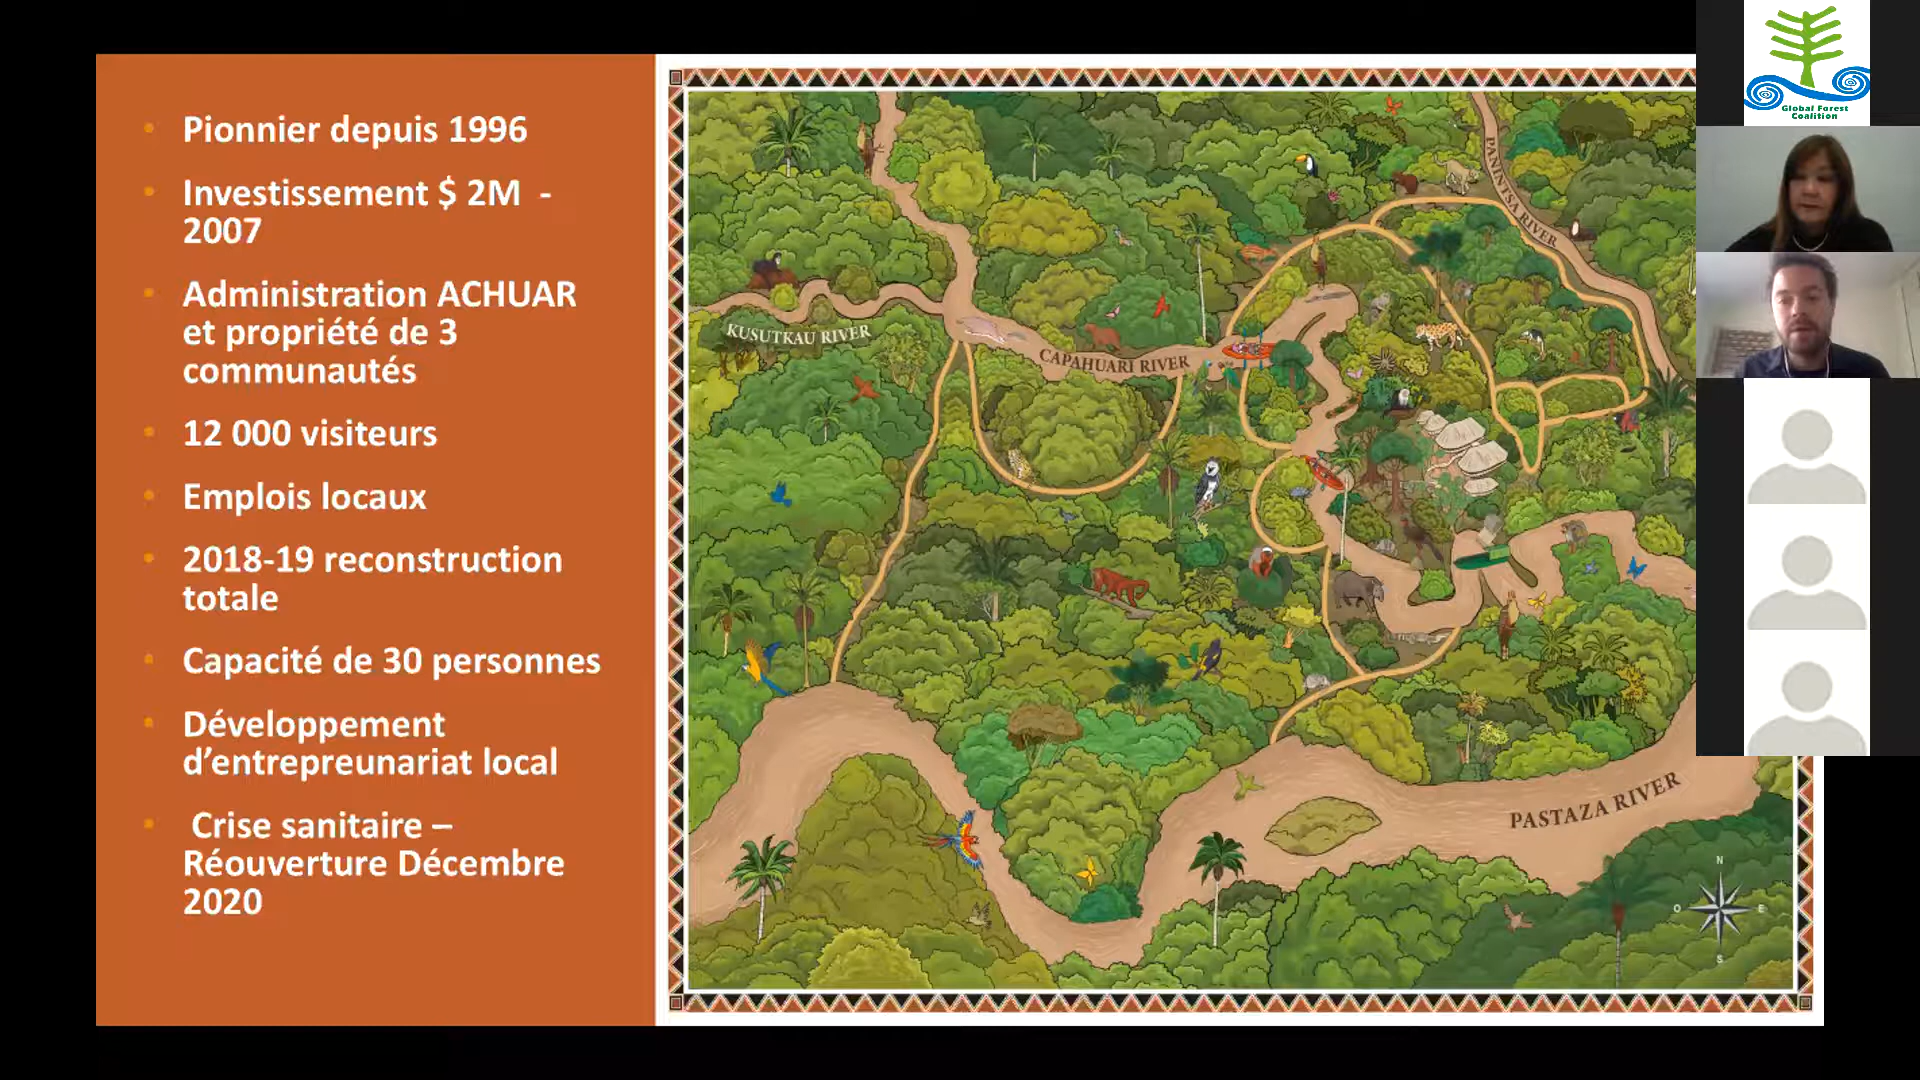 Pionnier depuis 1996
Investissement $ 2M -
2007
Administration ACHUAR
et propriété de 3
communautés
12 000 visiteurs
Emplois locaux
2018-19 reconstruction
totale
Capacité de 30 personnes
Développement
d’entrepreunariat local
Crise sanitaire –
Réouverture Décembre
2020
KUSUTKAU RIVER
CAPAHUARI RIVER
PANINTSA RIVER
PASTAZA RIVER
N
O E
S
Global Forest
Coalition